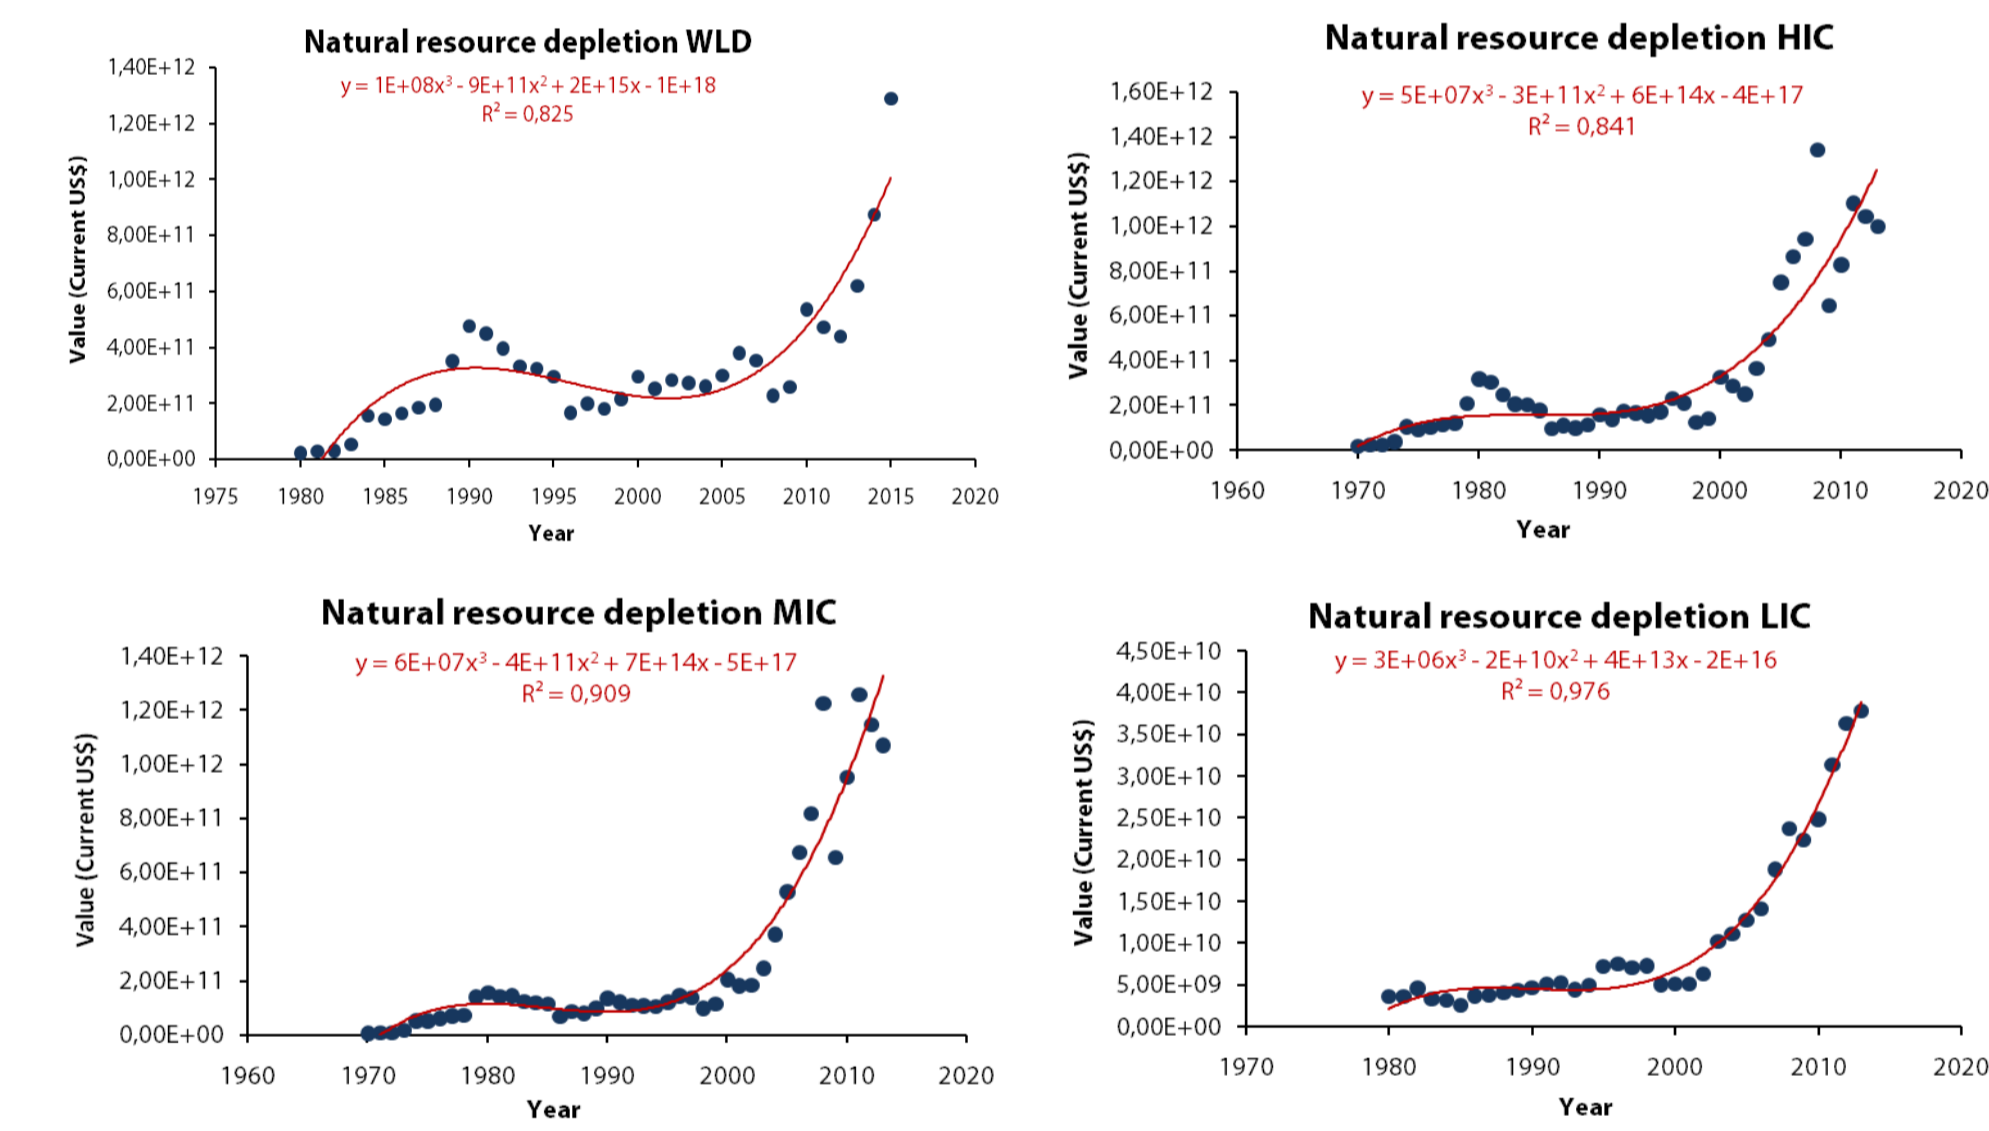 Natural resource depletion WLD
y = 1E+08x³ - 9E+11x² + 2E+15x - 1E+18
R² = 0,825
Value (Current US$)
1,40E+12
1,20E+12
1,00E+12
8,00E+11
6,00E+11
4,00E+11
2,00E+11
0,00E+00
1975 1980 1985 1990 1995 2000 2005 2010 2015 2020
Year
Natural resource depletion HIC
y = 5E+07x³ - 3E+11x² + 6E+14x - 4E+17
R² = 0,841
Value (Current US$)
1,60E+12
1,40E+12
1,20E+12
1,00E+12
8,00E+11
6,00E+11
4,00E+11
2,00E+11
0,00E+00
1960 1970 1980 1990 2000 2010 2020
Year
Natural resource depletion MIC
y = 6E+07x³ - 4E+11x² + 7E+14x - 5E+17
R² = 0,909
Value (Current US$)
1,40E+12
1,20E+12
1,00E+12
8,00E+11
6,00E+11
4,00E+11
2,00E+11
0,00E+00
1960 1970 1980 1990 2000 2010 2020
Year
Natural resource depletion LIC
y = 3E+06x³ - 2E+10x² + 4E+13x - 2E+16
R² = 0,976
Value (Current US$)
4,50E+10
4,00E+10
3,50E+10
3,00E+10
2,50E+10
2,00E+10
1,50E+10
1,00E+10
5,00E+09
0,00E+00
1970 1980 1990 2000 2010 2020
Year